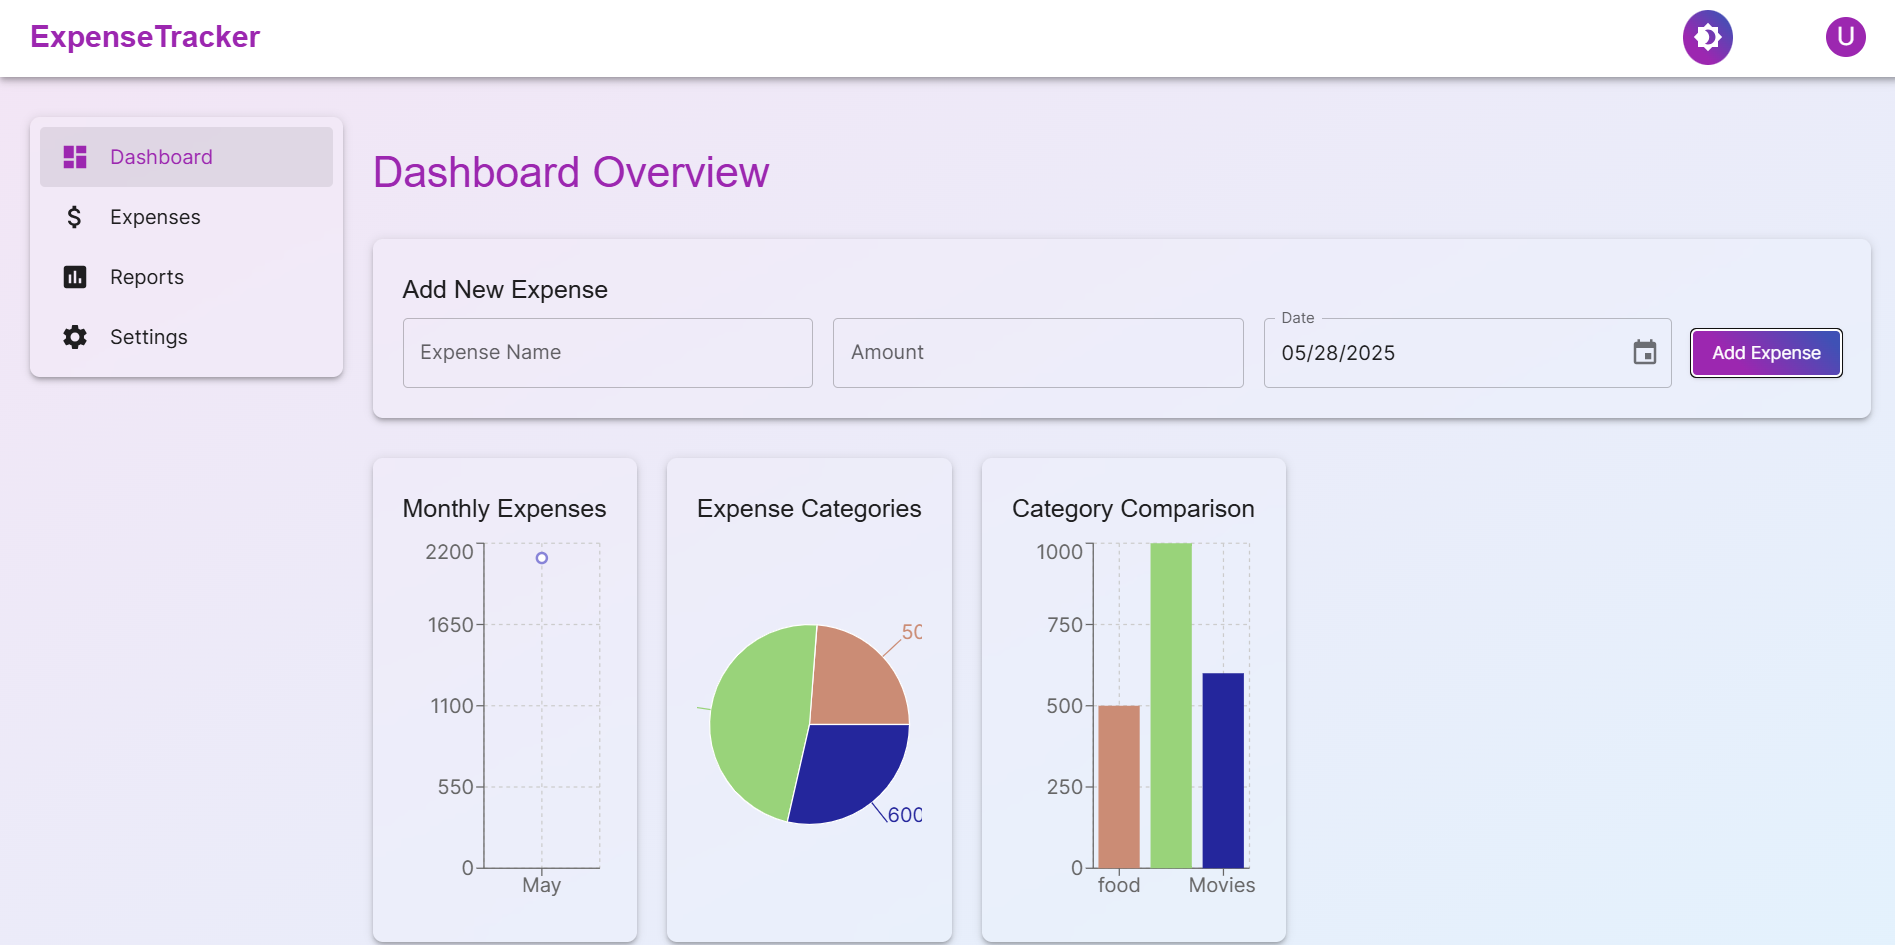 ExpenseTracker
U
Dashboard
Expenses
Reports
Settings
Dashboard Overview
Add New Expense
Expense Name
Amount
Date
05/28/2025
Add Expense
Monthly Expenses
2200
1650
1100
550
0
May
Expense Categories
50
600
Category Comparison
1000
750
500
250
0
food
Movies